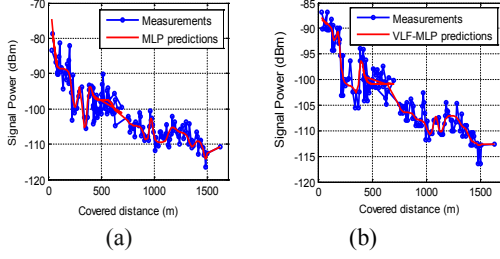 -70
-80
-90
-100
-110
-120
0
500
1000
1500
Signal Power (dBm)
Covered distance (m)
Measurements
MLP predictions
(a)
-85
-90
-95
-100
-105
-110
-115
-120
0
500
1000
1500
Signal Power (dBm)
Covered distance (m)
Measurements
VLF-MLP predictions
(b)